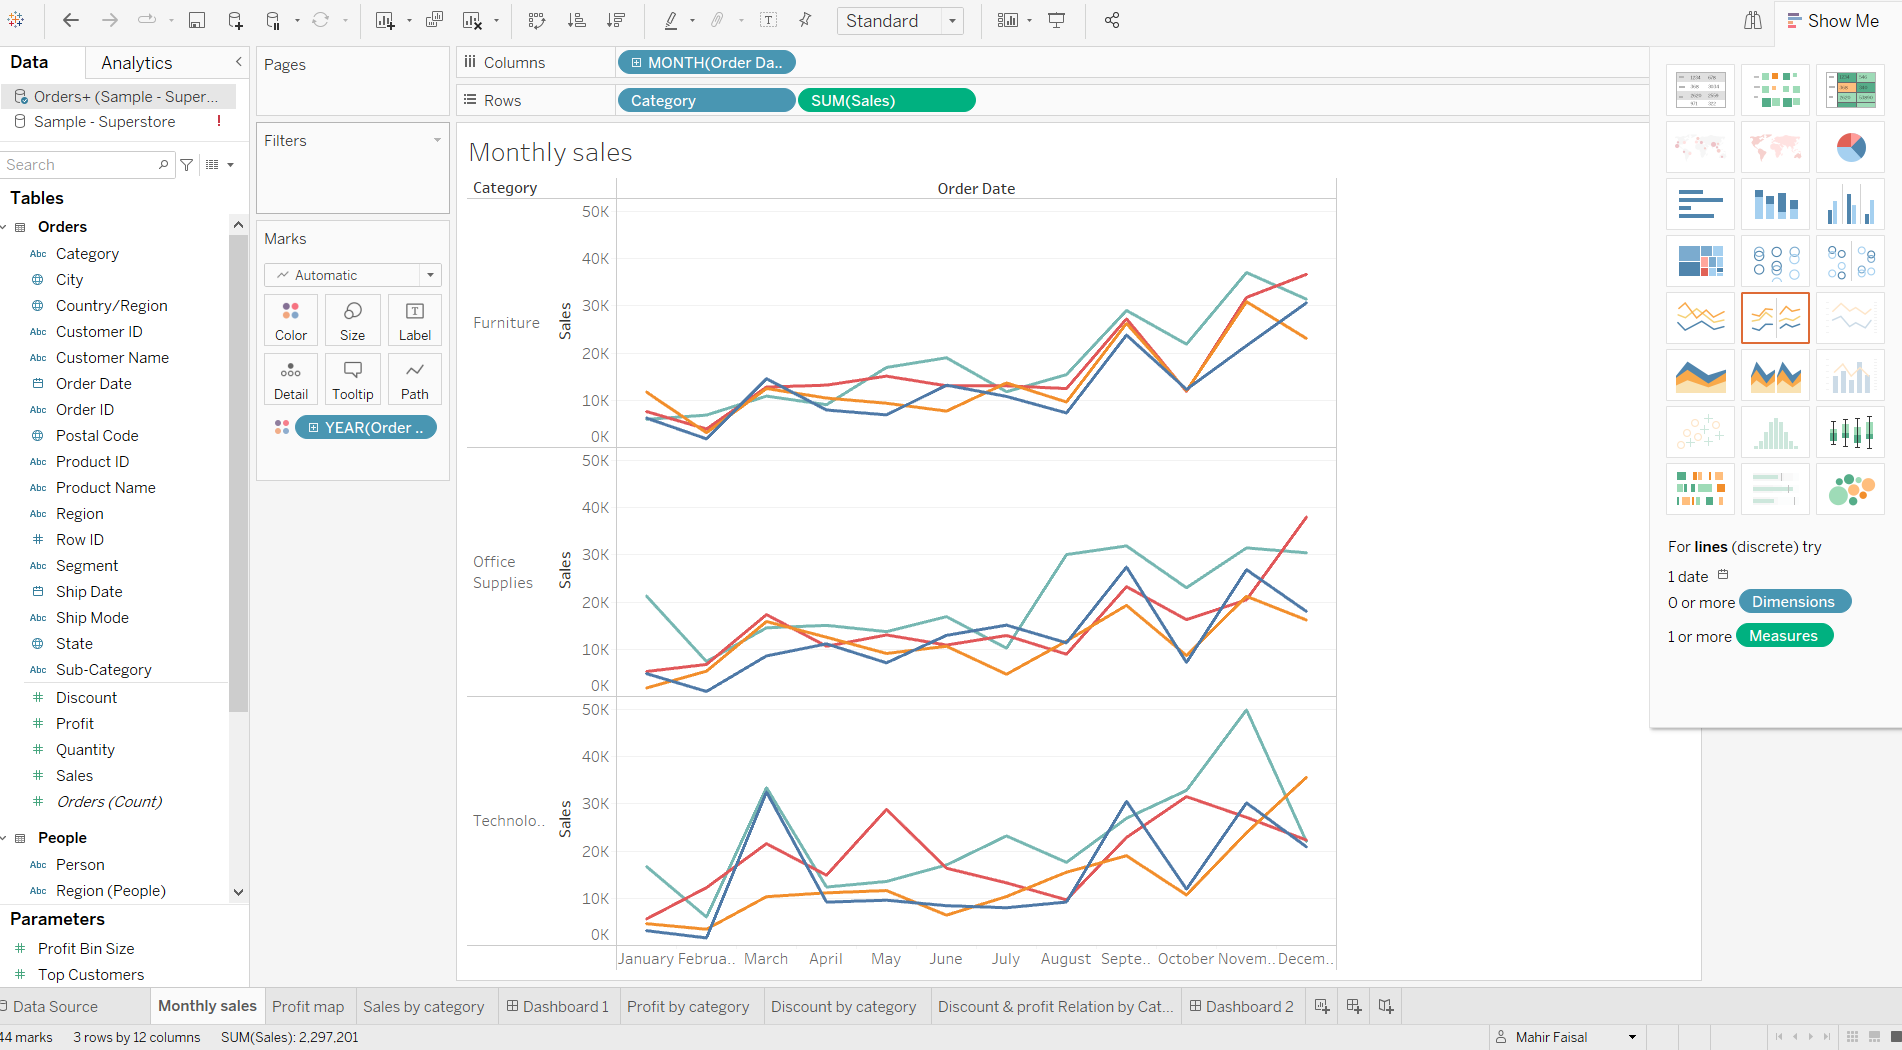 Standard
Show Me
Data
Analytics
Orders+ (Sample - Super...
Sample - Superstore !
Search
Tables
Orders
Abc Category
City
Country/Region
Abc Customer ID
Abc Customer Name
Order Date
Abc Order ID
Postal Code
Abc Product ID
Abc Product Name
Abc Region
# Row ID
Abc Segment
Ship Date
Abc Ship Mode
State
Abc Sub-Category
# Discount
# Profit
# Quantity
# Sales
# Orders (Count)
People
Abc Person
Abc Region (People)
Parameters
# Profit Bin Size
# Top Customers
Pages
Filters
Marks
Automatic
Color
Size
Label
Detail
Tooltip
Path
YEAR(Order ..
Columns
MONTH(Order Da..
Rows
Category
SUM(Sales)
Monthly sales
Category
Order Date
Furniture
Sales
50K
40K
30K
20K
10K
0K
Office
Supplies
Sales
50K
40K
30K
20K
10K
0K
Technolo..
Sales
50K
40K
30K
20K
10K
0K
January Februa.. March April May June July August Septe.. October Novem.. Decem..
For lines (discrete) try
1 date
0 or more Dimensions
1 or more Measures
Data Source
Monthly sales
Profit map
Sales by category
Dashboard 1
Profit by category
Discount by category
Discount & profit Relation by Cat...
Dashboard 2
44 marks
3 rows by 12 columns
SUM(Sales): 2,297,201
Mahir Faisal